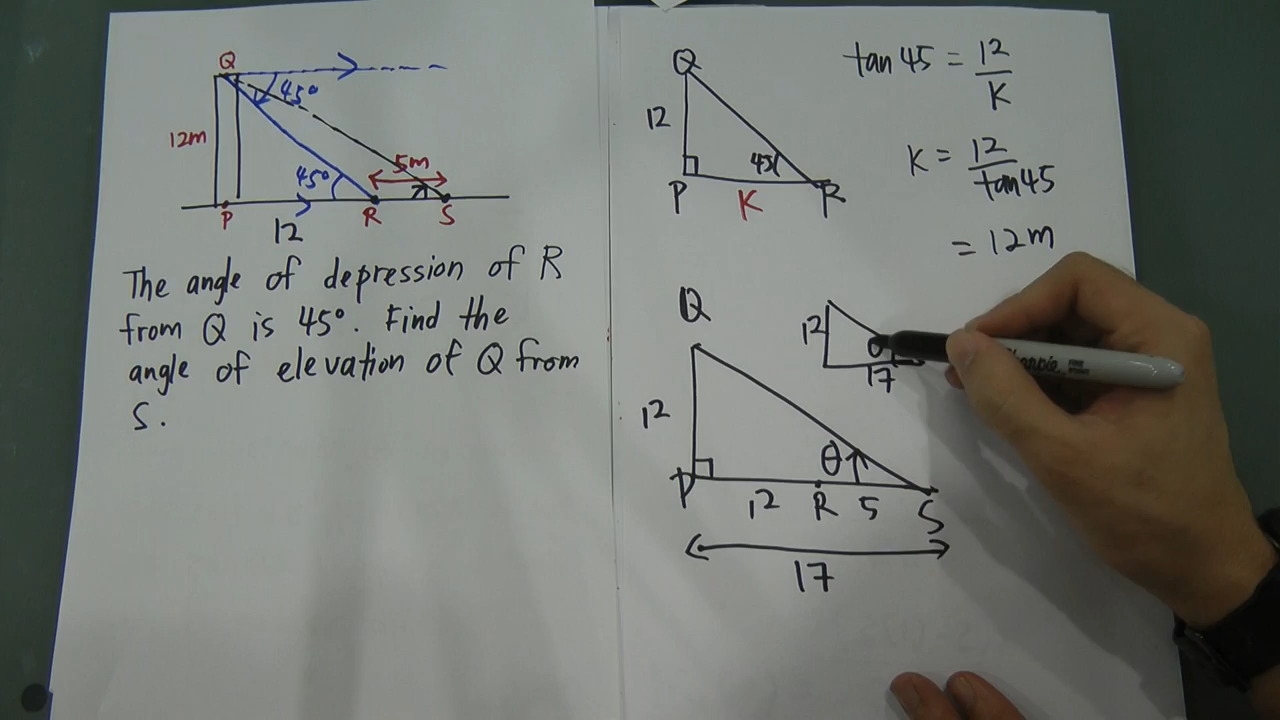 Q
45°
12m
5m
45°
P
R
S
12
The angle of depression of R
from Q is 45°. Find the
angle of elevation of Q from
S.
Q
12
45
P
K
R
tan 45 = 12/K
K = 12/tan45
= 12m
12
θ
17
Q
12
θ
P
12
R
5
S
17
Sharpie